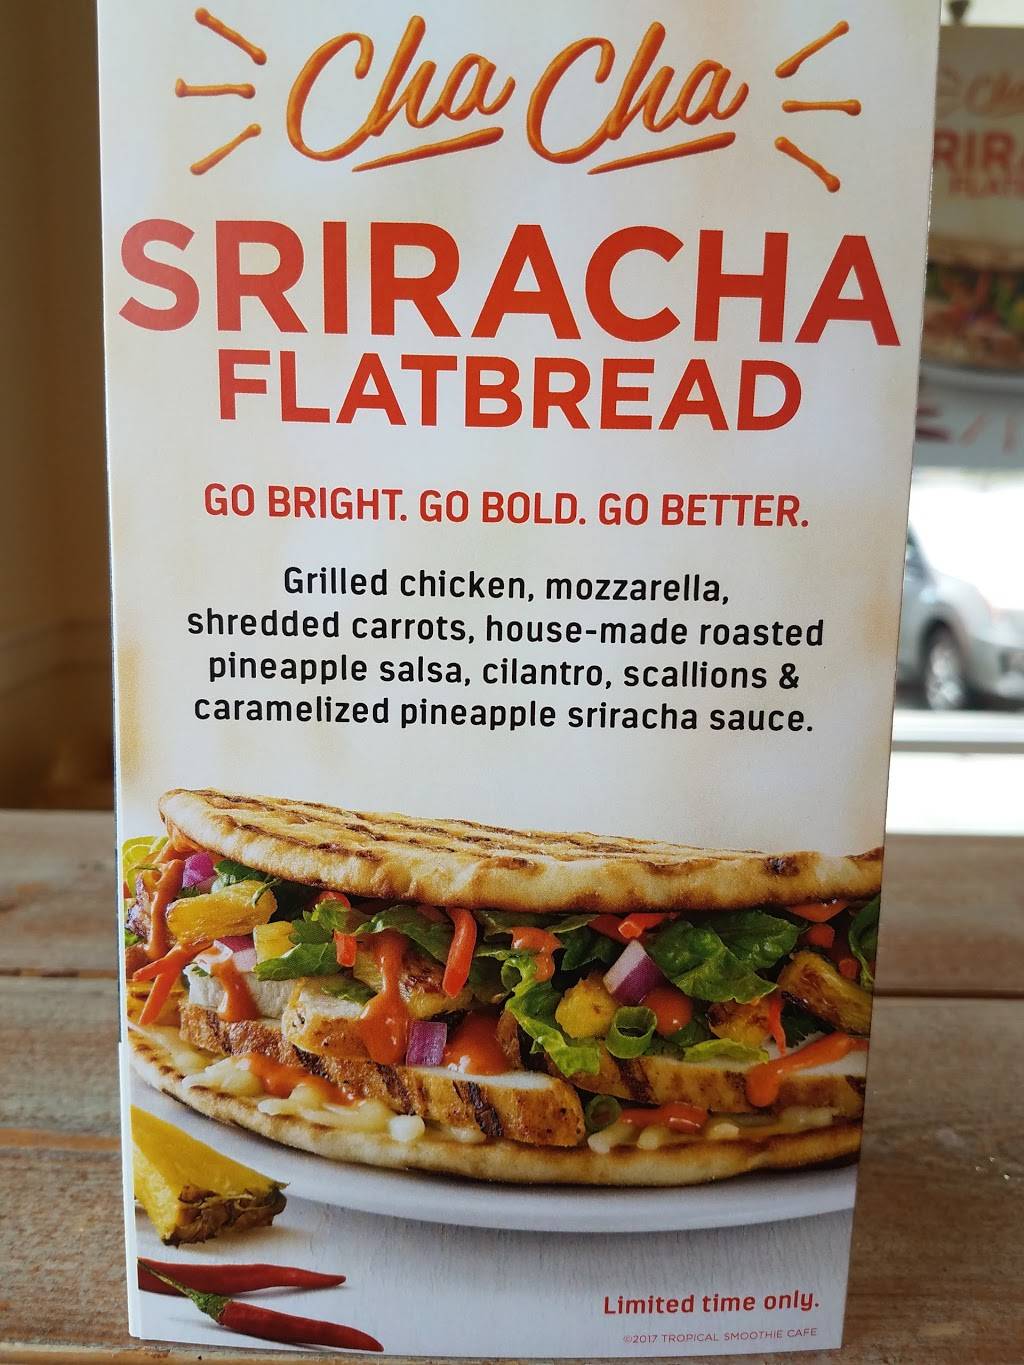 Cha Cha
SRIRACHA
FLATBREAD
GO BRIGHT. GO BOLD. GO BETTER.
Grilled chicken, mozzarella,
shredded carrots, house-made roasted
pineapple salsa, cilantro, scallions &
caramelized pineapple sriracha sauce.
Limited time only.
©2017 TROPICAL SMOOTHIE CAFE